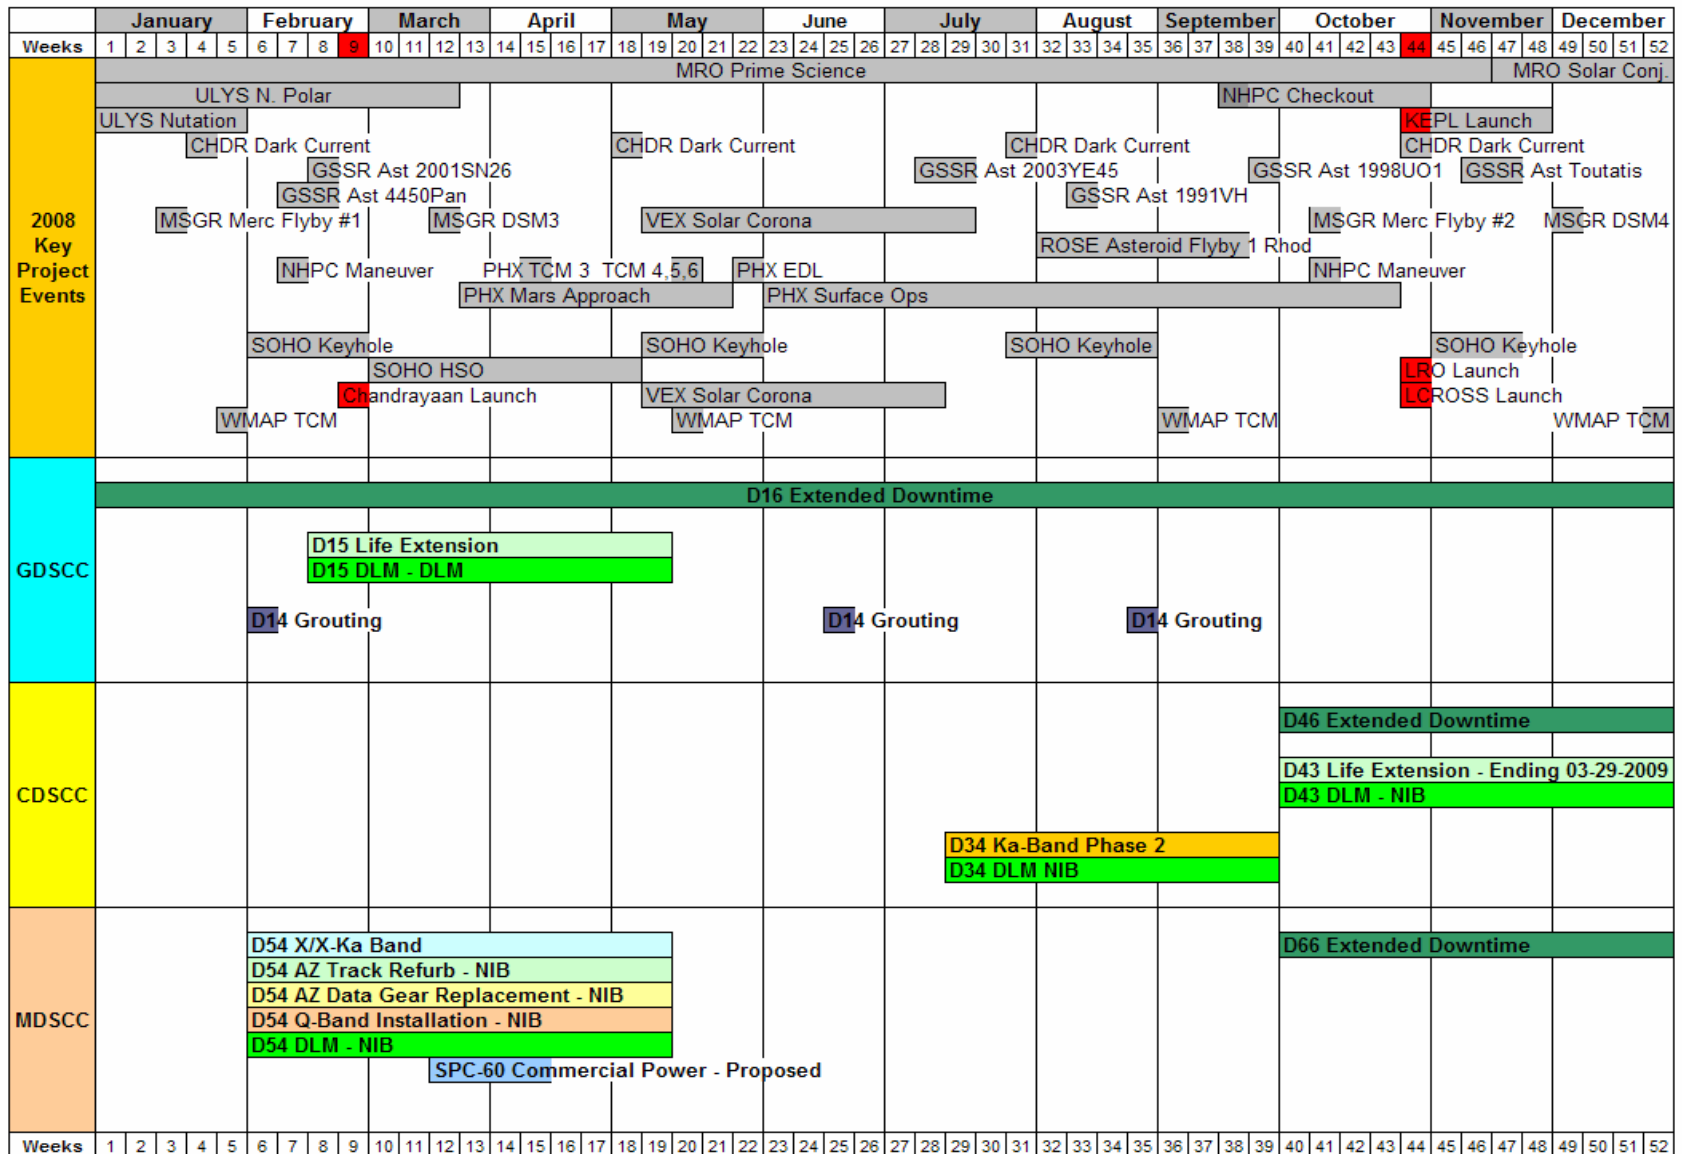 January February March April May June July August September October November December
Weeks 1 2 3 4 5 6 7 8 9 10 11 12 13 14 15 16 17 18 19 20 21 22 23 24 25 26 27 28 29 30 31 32 33 34 35 36 37 38 39 40 41 42 43 44 45 46 47 48 49 50 51 52
MRO Prime Science MRO Solar Conj.
ULYS N. Polar NHPC Checkout
ULYS Nutation KEPL Launch
CHDR Dark Current CHDR Dark Current CHDR Dark Current CHDR Dark Current
GSSR Ast 2001SN26 GSSR Ast 2003YE45 GSSR Ast 1998UO1 GSSR Ast Toutatis
GSSR Ast 4450Pan GSSR Ast 1991VH
2008
Key
Project
Events
MSGR Merc Flyby #1 MSGR DSM3 VEX Solar Corona MSGR Merc Flyby #2 MSGR DSM4
ROSE Asteroid Flyby 1 Rhod
NHPC Maneuver PHX TCM 3 TCM 4,5,6 PHX EDL NHPC Maneuver
PHX Mars Approach PHX Surface Ops
SOHO Keyhole SOHO Keyhole SOHO Keyhole SOHO Keyhole
SOHO HSO LRO Launch
Chandrayaan Launch VEX Solar Corona LCROSS Launch
WMAP TCM WMAP TCM WMAP TCM WMAP TCM
GDSCC
D16 Extended Downtime
D15 Life Extension
D15 DLM - DLM
D14 Grouting D14 Grouting D14 Grouting
CDSCC
D46 Extended Downtime
D43 Life Extension - Ending 03-29-2009
D43 DLM - NIB
D34 Ka-Band Phase 2
D34 DLM NIB
MDSCC
D54 X/X-Ka Band D66 Extended Downtime
D54 AZ Track Refurb - NIB
D54 AZ Data Gear Replacement - NIB
D54 Q-Band Installation - NIB
D54 DLM - NIB
SPC-60 Commercial Power - Proposed
Weeks 1 2 3 4 5 6 7 8 9 10 11 12 13 14 15 16 17 18 19 20 21 22 23 24 25 26 27 28 29 30 31 32 33 34 35 36 37 38 39 40 41 42 43 44 45 46 47 48 49 50 51 52